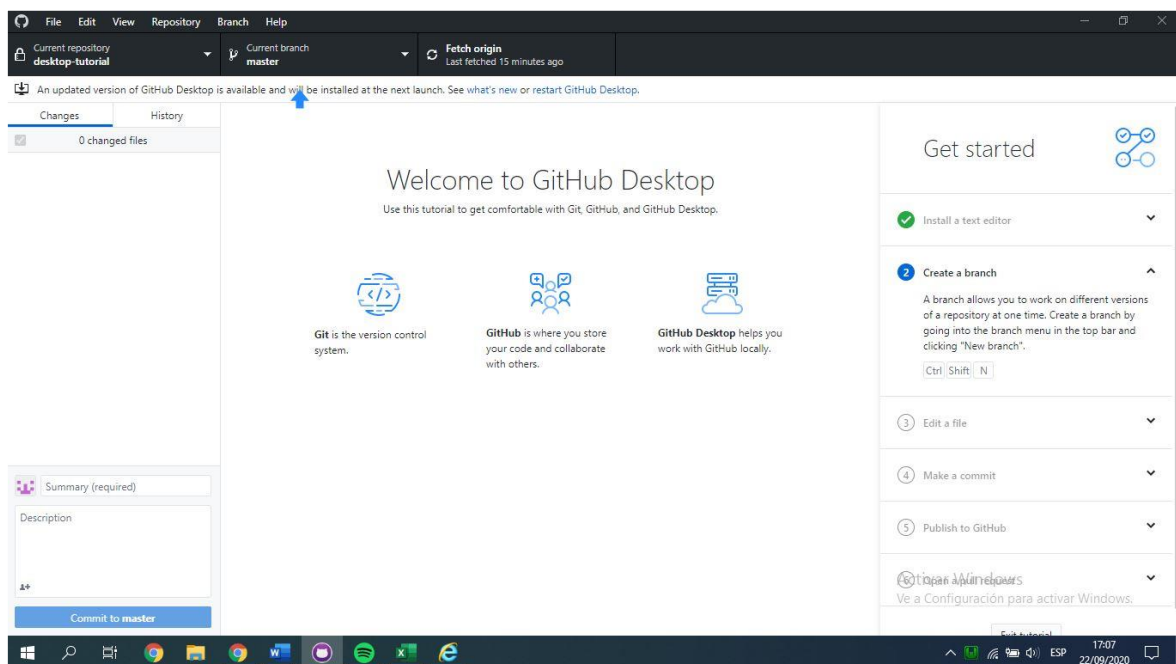 File Edit View Repository Branch Help
Current repository
desktop-tutorial
Current branch
master
Fetch origin
Last fetched 15 minutes ago
An updated version of GitHub Desktop is available and will be installed at the next launch. See what's new or restart GitHub Desktop.
Changes History
0 changed files
Welcome to GitHub Desktop
Use this tutorial to get comfortable with Git, GitHub, and GitHub Desktop.
Git is the version control
system.
GitHub is where you store
your code and collaborate
with others.
GitHub Desktop helps you
work with GitHub locally.
Get started
Install a text editor
2 Create a branch
A branch allows you to work on different versions
of a repository at one time. Create a branch by
going into the branch menu in the top bar and
clicking "New branch".
Ctrl Shift N
3 Edit a file
4 Make a commit
5 Publish to GitHub
6 Open a pull request
Activar Windows
Ve a Configuración para activar Windows.
Exit tutorial
Summary (required)
Description
Commit to master
ESP
17:07
22/09/2020